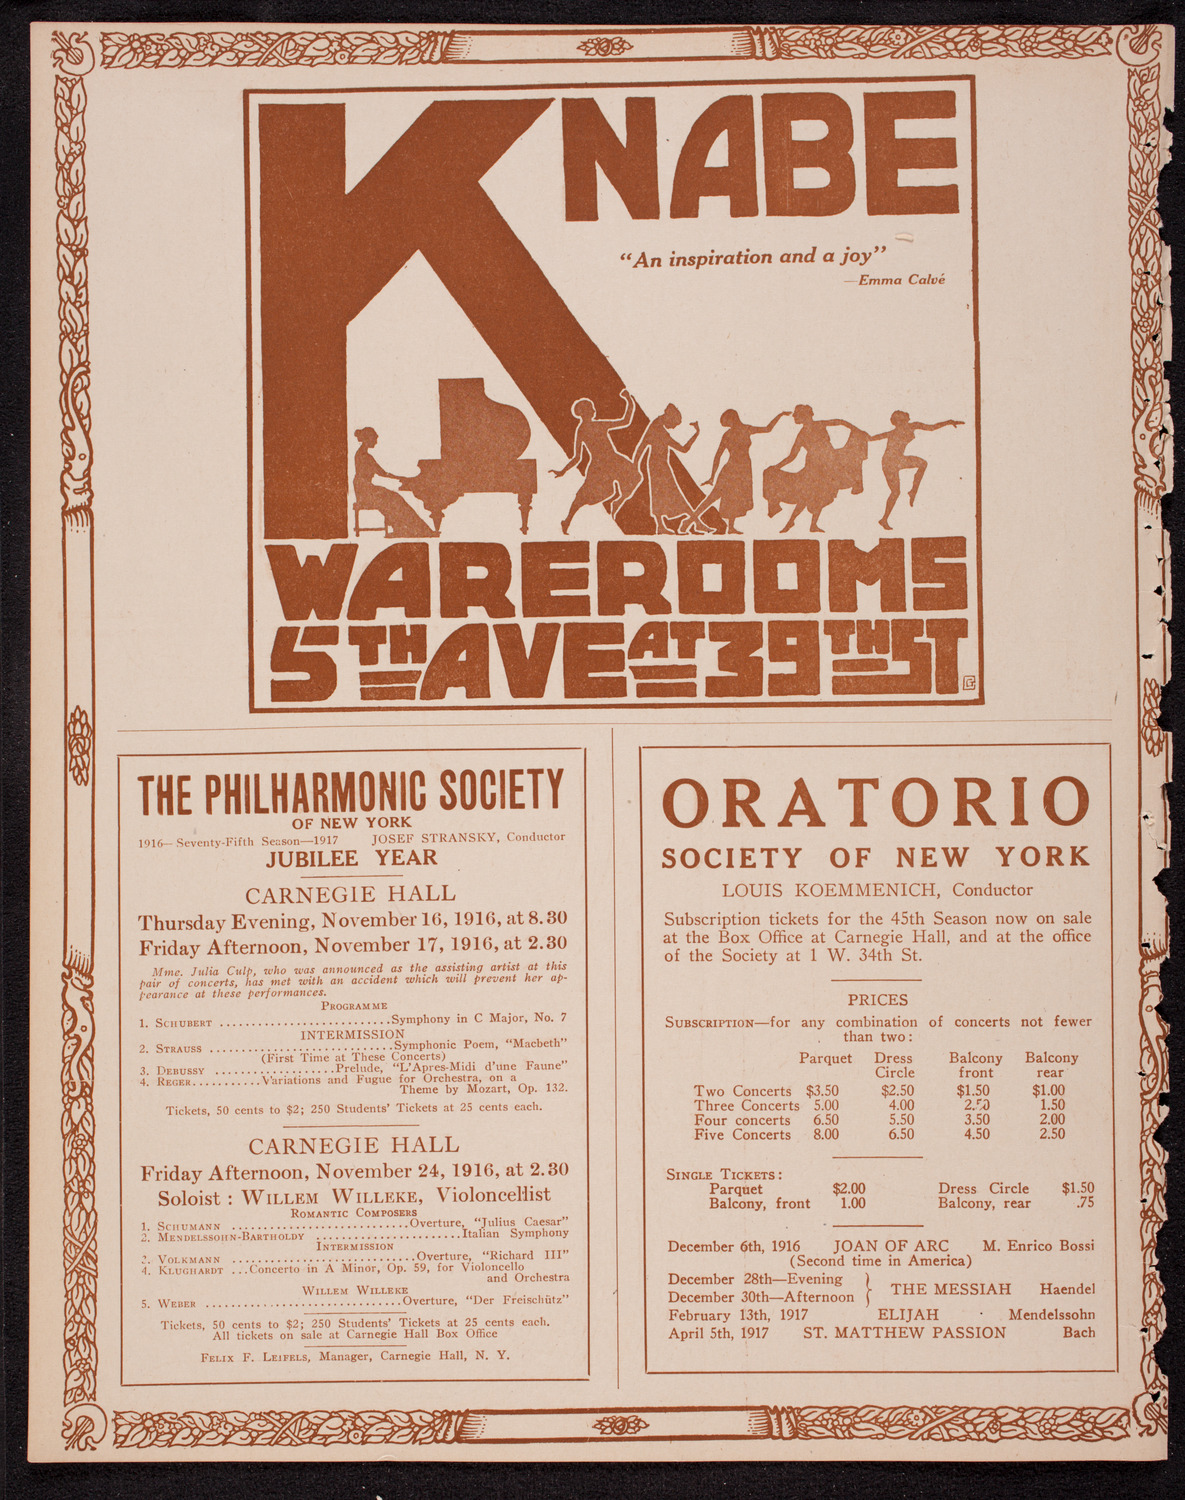 KNABE
"An inspiration and a joy"
—Emma Calvé
WAREROOMS
5TH AVE AT 39TH ST
THE PHILHARMONIC SOCIETY
OF NEW YORK
1916—Seventy-Fifth Season—1917 JOSEF STRANSKY, Conductor
JUBILEE YEAR
CARNEGIE HALL
Thursday Evening, November 16, 1916, at 8.30
Friday Afternoon, November 17, 1916, at 2.30
Mme. Julia Culp, who was announced as the assisting artist at this
pair of concerts, has met with an accident which will prevent her ap-
pearance at these performances.
PROGRAMME
1. SCHUBERT ..........................Symphony in C Major, No. 7
INTERMISSION
2. STRAUSS ............................Symphonic Poem, "Macbeth"
(First Time at These Concerts)
3. DEBUSSY ..................Prelude, "L'Apres-Midi d'une Faune"
4. REGER...........Variations and Fugue for Orchestra, on a
Theme by Mozart, Op. 132.
Tickets, 50 cents to $2; 250 Students' Tickets at 25 cents each.
CARNEGIE HALL
Friday Afternoon, November 24, 1916, at 2.30
Soloist : WILLEM WILLEKE, Violoncellist
ROMANTIC COMPOSERS
1. SCHUMANN ...........................Overture, "Julius Caesar"
2. MENDELSSOHN-BARTHOLDY ......................Italian Symphony
INTERMISSION
3. VOLKMANN ............................Overture, "Richard III"
4. KLUGHARDT ...Concerto in A Minor, Op. 59, for Violoncello
and Orchestra
WILLEM WILLEKE
5. WEBER ..............................Overture, "Der Freischütz"
Tickets, 50 cents to $2; 250 Students' Tickets at 25 cents each.
All tickets on sale at Carnegie Hall Box Office
FELIX F. LEIFELS, Manager, Carnegie Hall, N. Y.
ORATORIO
SOCIETY OF NEW YORK
LOUIS KOEMMENICH, Conductor
Subscription tickets for the 45th Season now on sale
at the Box Office at Carnegie Hall, and at the office
of the Society at 1 W. 34th St.
PRICES
SUBSCRIPTION—for any combination of concerts not fewer
than two:
Parquet Dress Balcony Balcony
Circle front rear
Two Concerts $3.50 $2.50 $1.50 $1.00
Three Concerts 5.00 4.00 2.50 1.50
Four concerts 6.50 5.50 3.50 2.00
Five Concerts 8.00 6.50 4.50 2.50
SINGLE TICKETS:
Parquet $2.00 Dress Circle $1.50
Balcony, front 1.00 Balcony, rear .75
December 6th, 1916 JOAN OF ARC M. Enrico Bossi
(Second time in America)
December 28th—Evening
December 30th—Afternoon } THE MESSIAH Haendel
February 13th, 1917 ELIJAH Mendelssohn
April 5th, 1917 ST. MATTHEW PASSION Bach